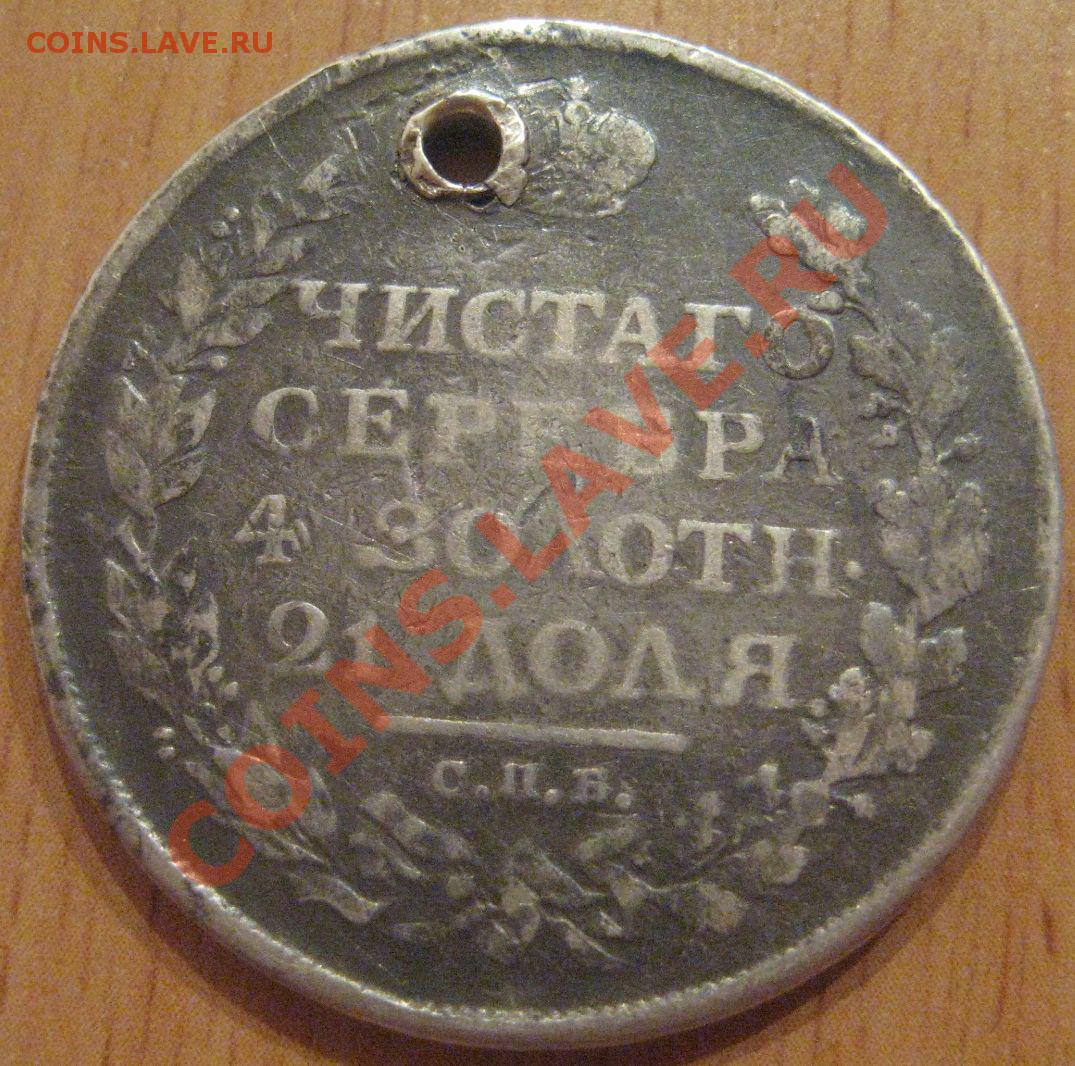 COINS.LAVE.RU
ЧИСТАГО
СЕРЕБРА
4 ЗОЛОТН.
21 ДОЛЯ
С.П.Б.
COINS.LAVE.RU